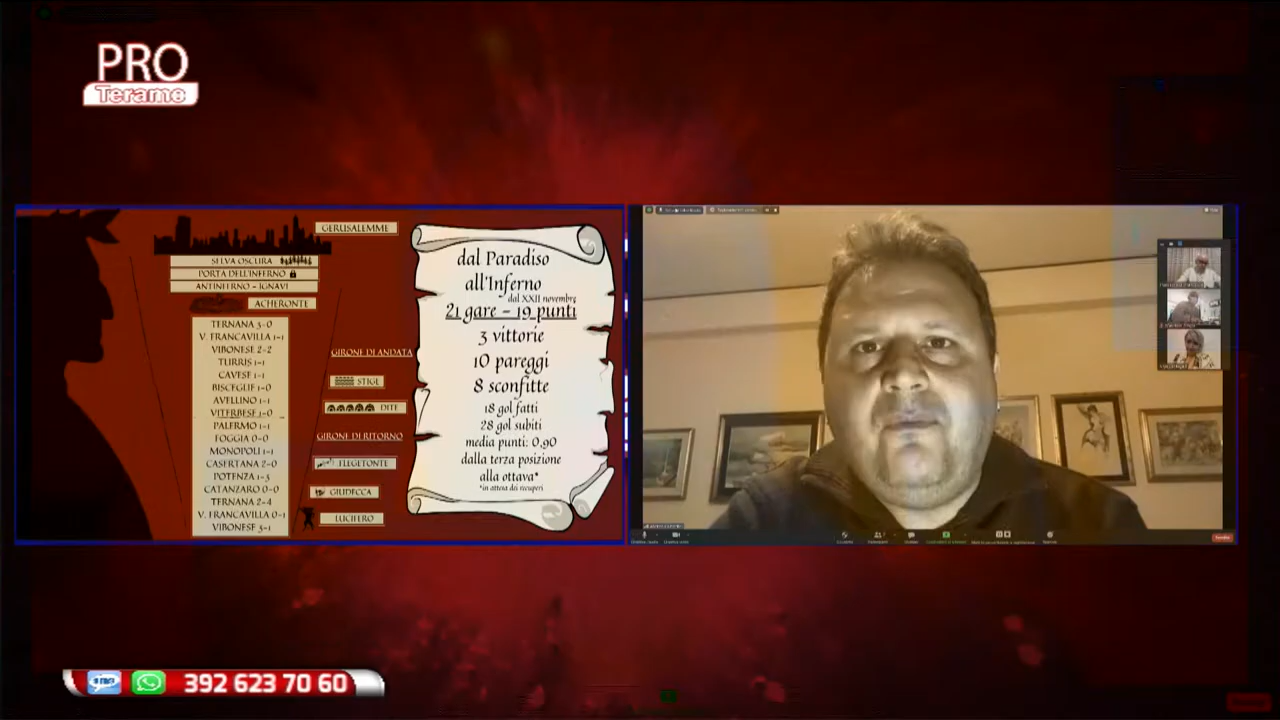 PRO
Teramo
GERUSALEMME
SELVA OSCURA
PORTA DELL'INFERNO
ANTINFERNO - IGNAVI
ACHERONTE
TERNANA 3-0
V. FRANCAVILLA 1-1
VIBONESE 2-2
TURRIS 1-1
CAVESE 1-1
BISCEGLIE 1-0
AVELLINO 1-1
VITERBESE 1-0
PALERMO 1-1
FOGGIA 0-0
MONOPOLI 1-1
CASERTANA 2-0
POTENZA 1-3
CATANZARO 0-0
TERNANA 2-4
V. FRANCAVILLA 0-1
VIBONESE 3-1
GIRONE DI ANDATA
STIGE
DITE
GIRONE DI RITORNO
FLEGETONTE
GIUDECCA
LUCIFERO
dal Paradiso
all'Inferno
dal XXII novembre
21 gare - 19 punti
3 vittorie
10 pareggi
8 sconfitte
18 gol fatti
28 gol subiti
media punti: 0,90
dalla terza posizione
alla ottava*
*in attesa dei recuperi
392 623 70 60